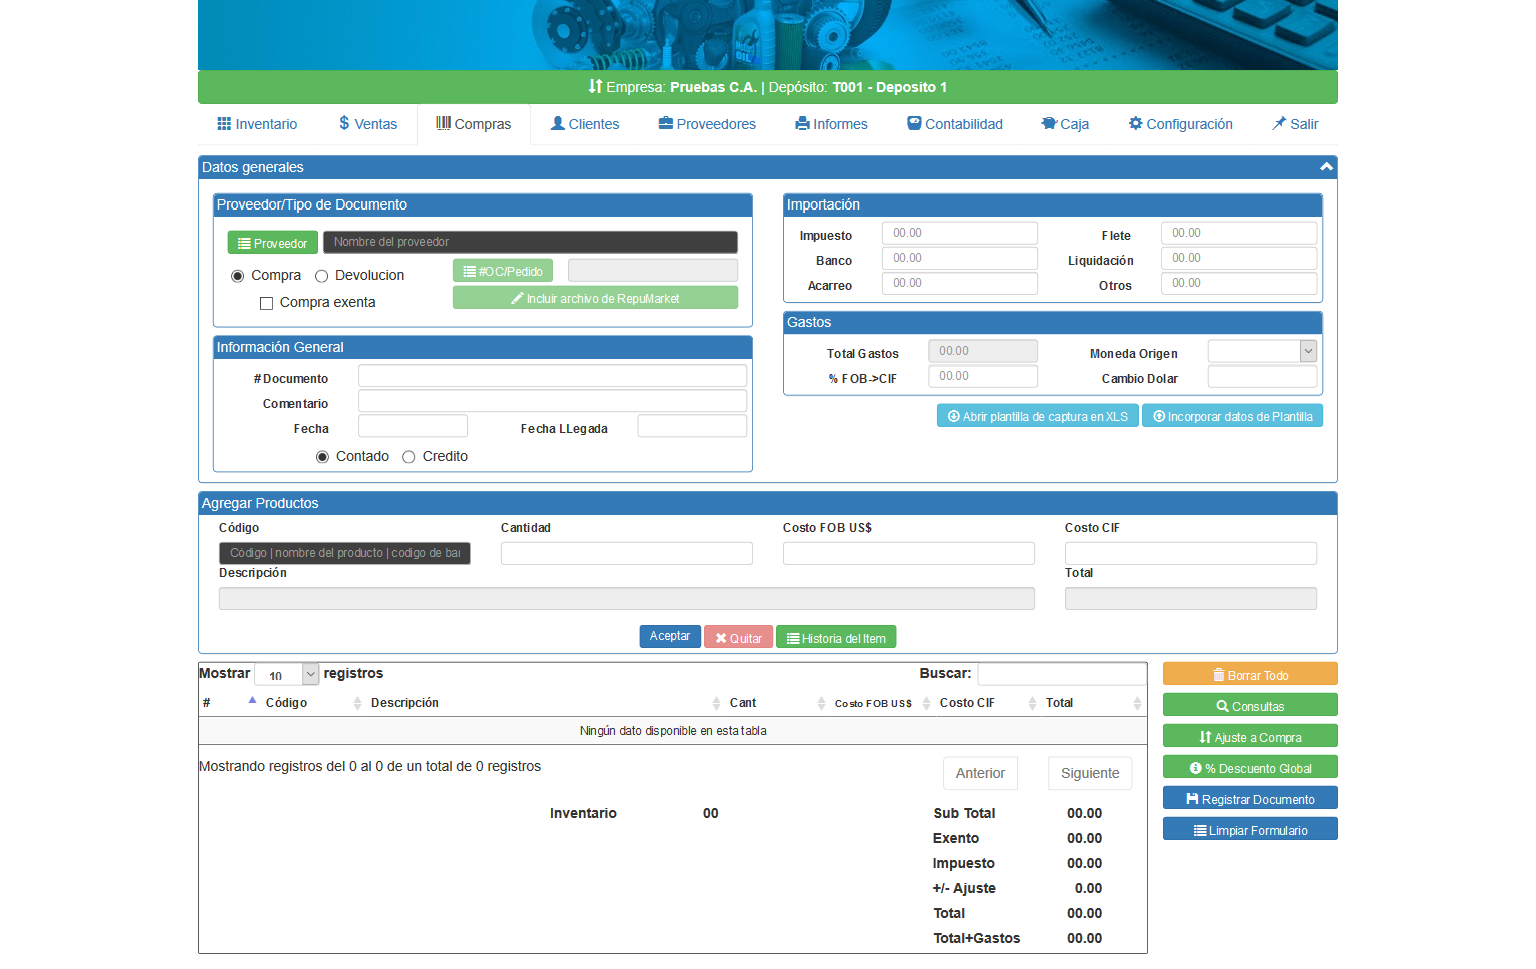 Empresa: Pruebas C.A. | Depósito: T001 - Deposito 1
Inventario Ventas Compras Clientes Proveedores Informes Contabilidad Caja Configuración Salir
Datos generales
Proveedor/Tipo de Documento
Proveedor Nombre del proveedor
Compra Devolucion #OC/Pedido
Compra exenta Incluir archivo de RepuMarket
Importación
Impuesto 00.00 Flete 00.00
Banco 00.00 Liquidación 00.00
Acarreo 00.00 Otros 00.00
Gastos
Total Gastos 00.00 Moneda Origen
% FOB->CIF 00.00 Cambio Dolar
Abrir plantilla de captura en XLS Incorporar datos de Plantilla
Información General
# Documento
Comentario
Fecha Fecha LLegada
Contado Credito
Agregar Productos
Código Cantidad Costo FOB US$ Costo CIF
Código | nombre del producto | codigo de bar
Descripción Total
Aceptar Quitar Historia del Item
Mostrar 10 registros Buscar:
# Código Descripción Cant Costo FOB US$ Costo CIF Total
Ningún dato disponible en esta tabla
Mostrando registros del 0 al 0 de un total de 0 registros
Anterior Siguiente
Inventario 00
Sub Total 00.00
Exento 00.00
Impuesto 00.00
+/- Ajuste 0.00
Total 00.00
Total+Gastos 00.00
Borrar Todo
Consultas
Ajuste a Compra
% Descuento Global
Registrar Documento
Limpiar Formulario